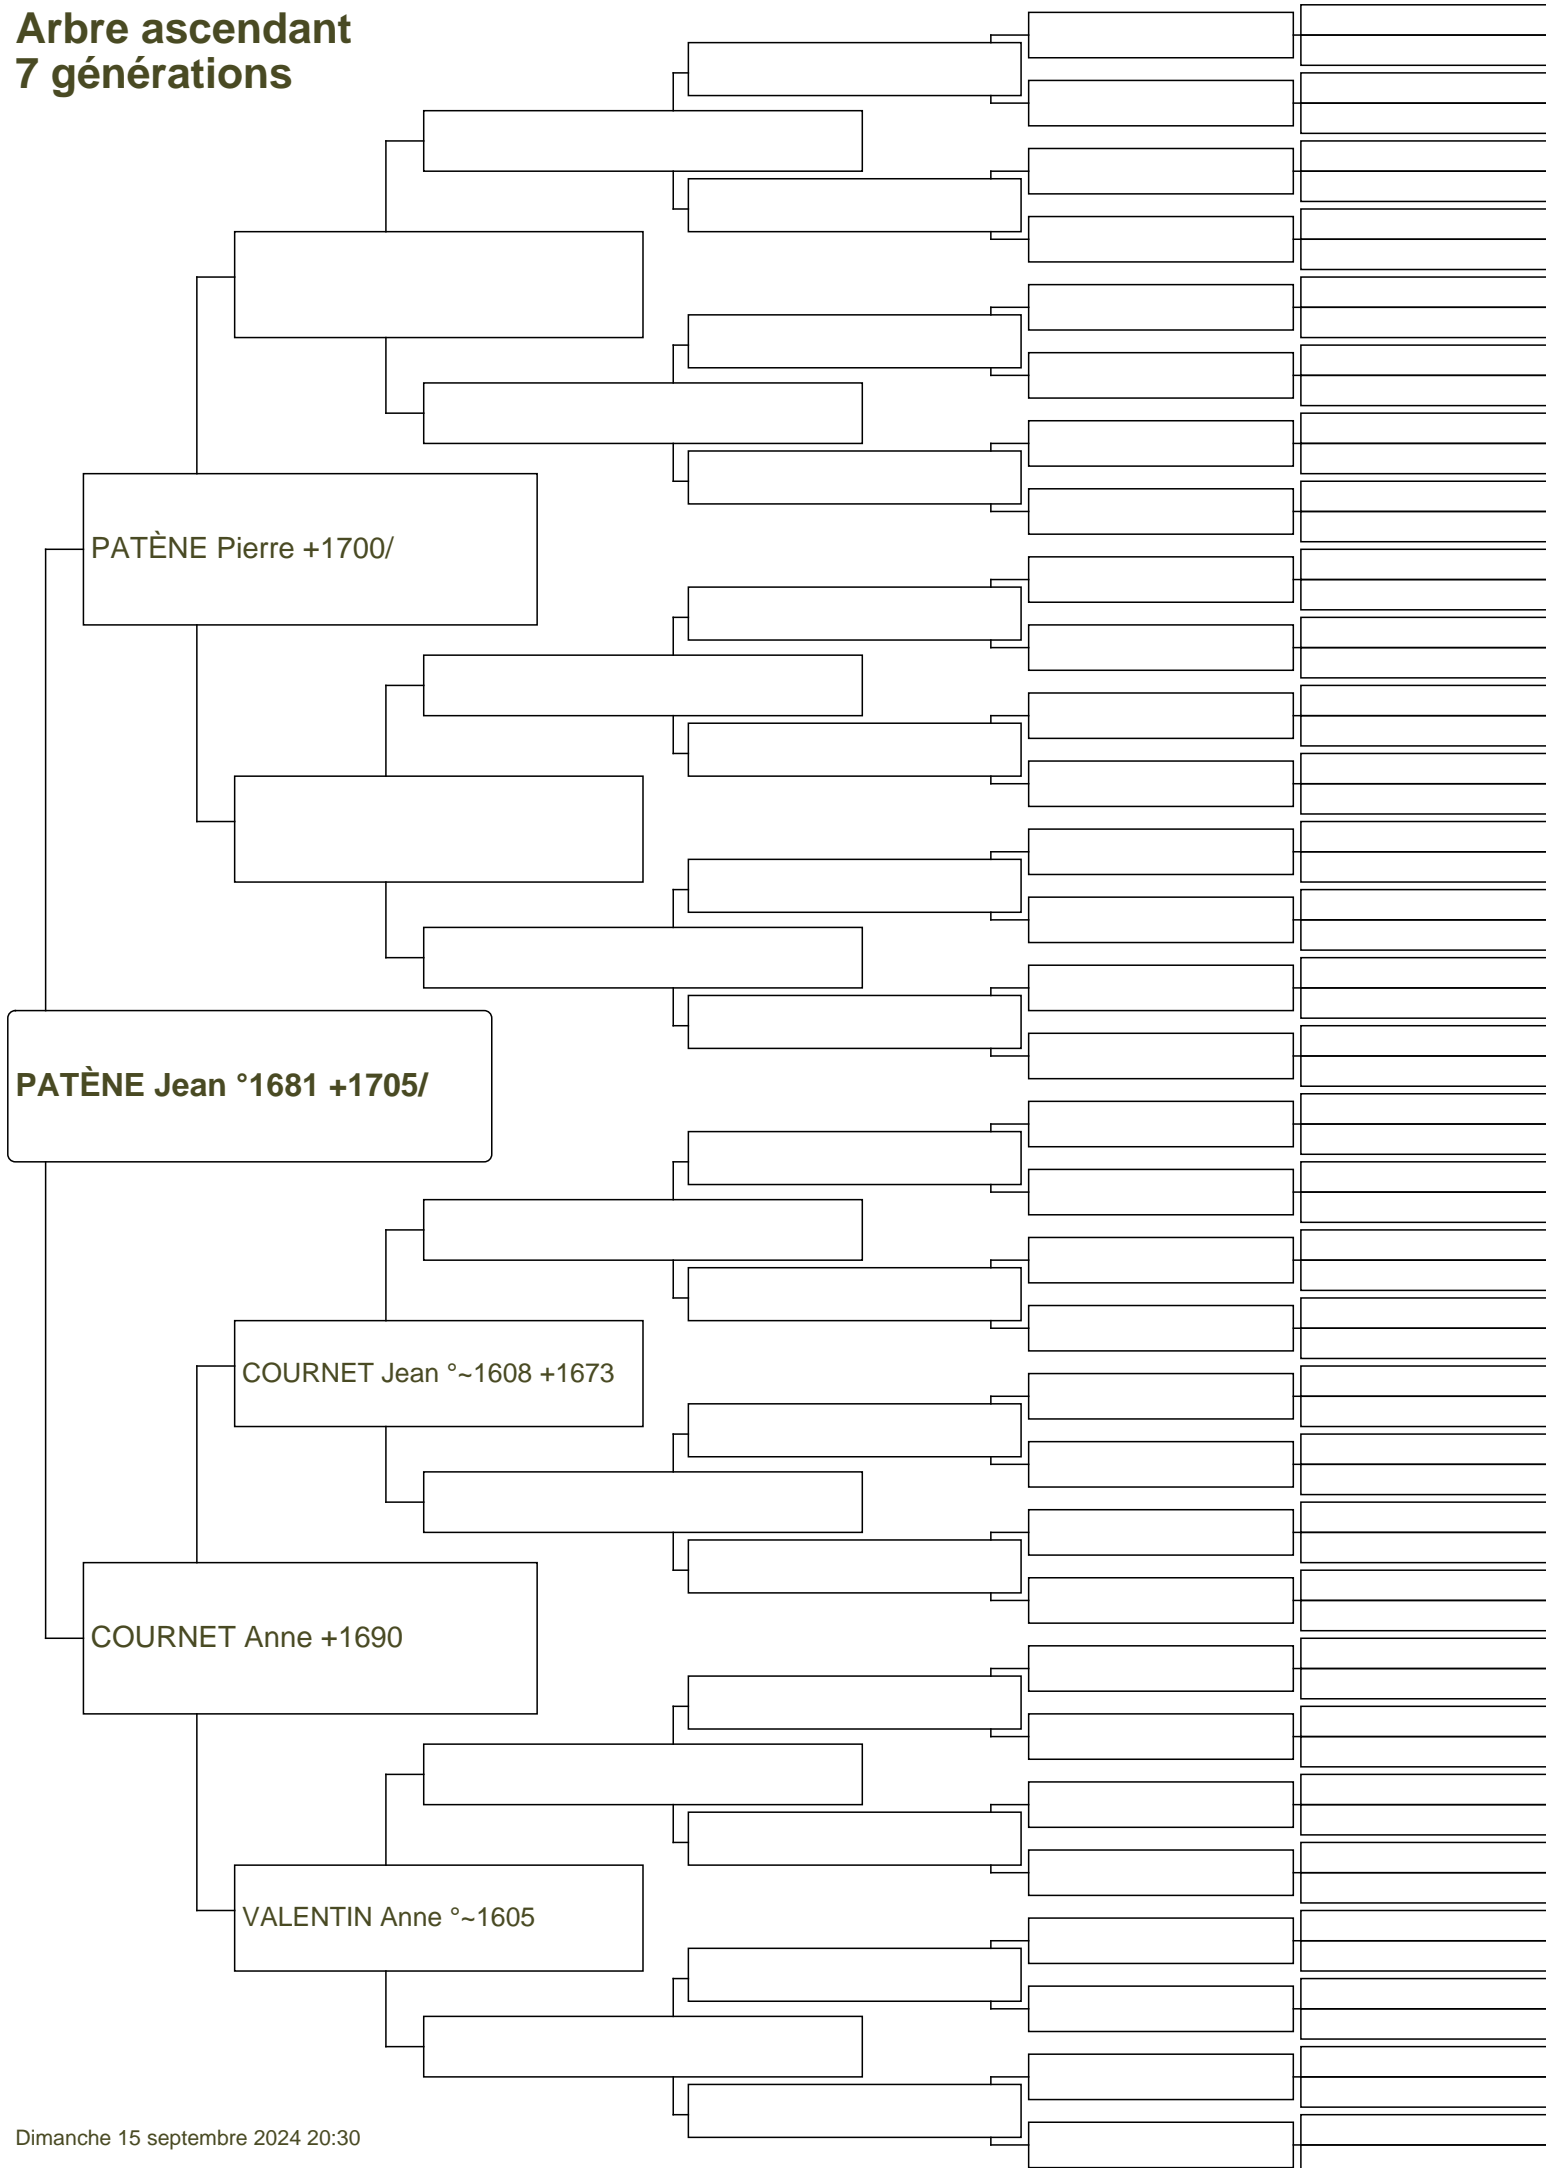 Arbre ascendant
7 générations
PATÈNE Pierre +1700/
PATÈNE Jean °1681 +1705/
COURNET Jean °~1608 +1673
COURNET Anne +1690
VALENTIN Anne °~1605
Dimanche 15 septembre 2024 20:30